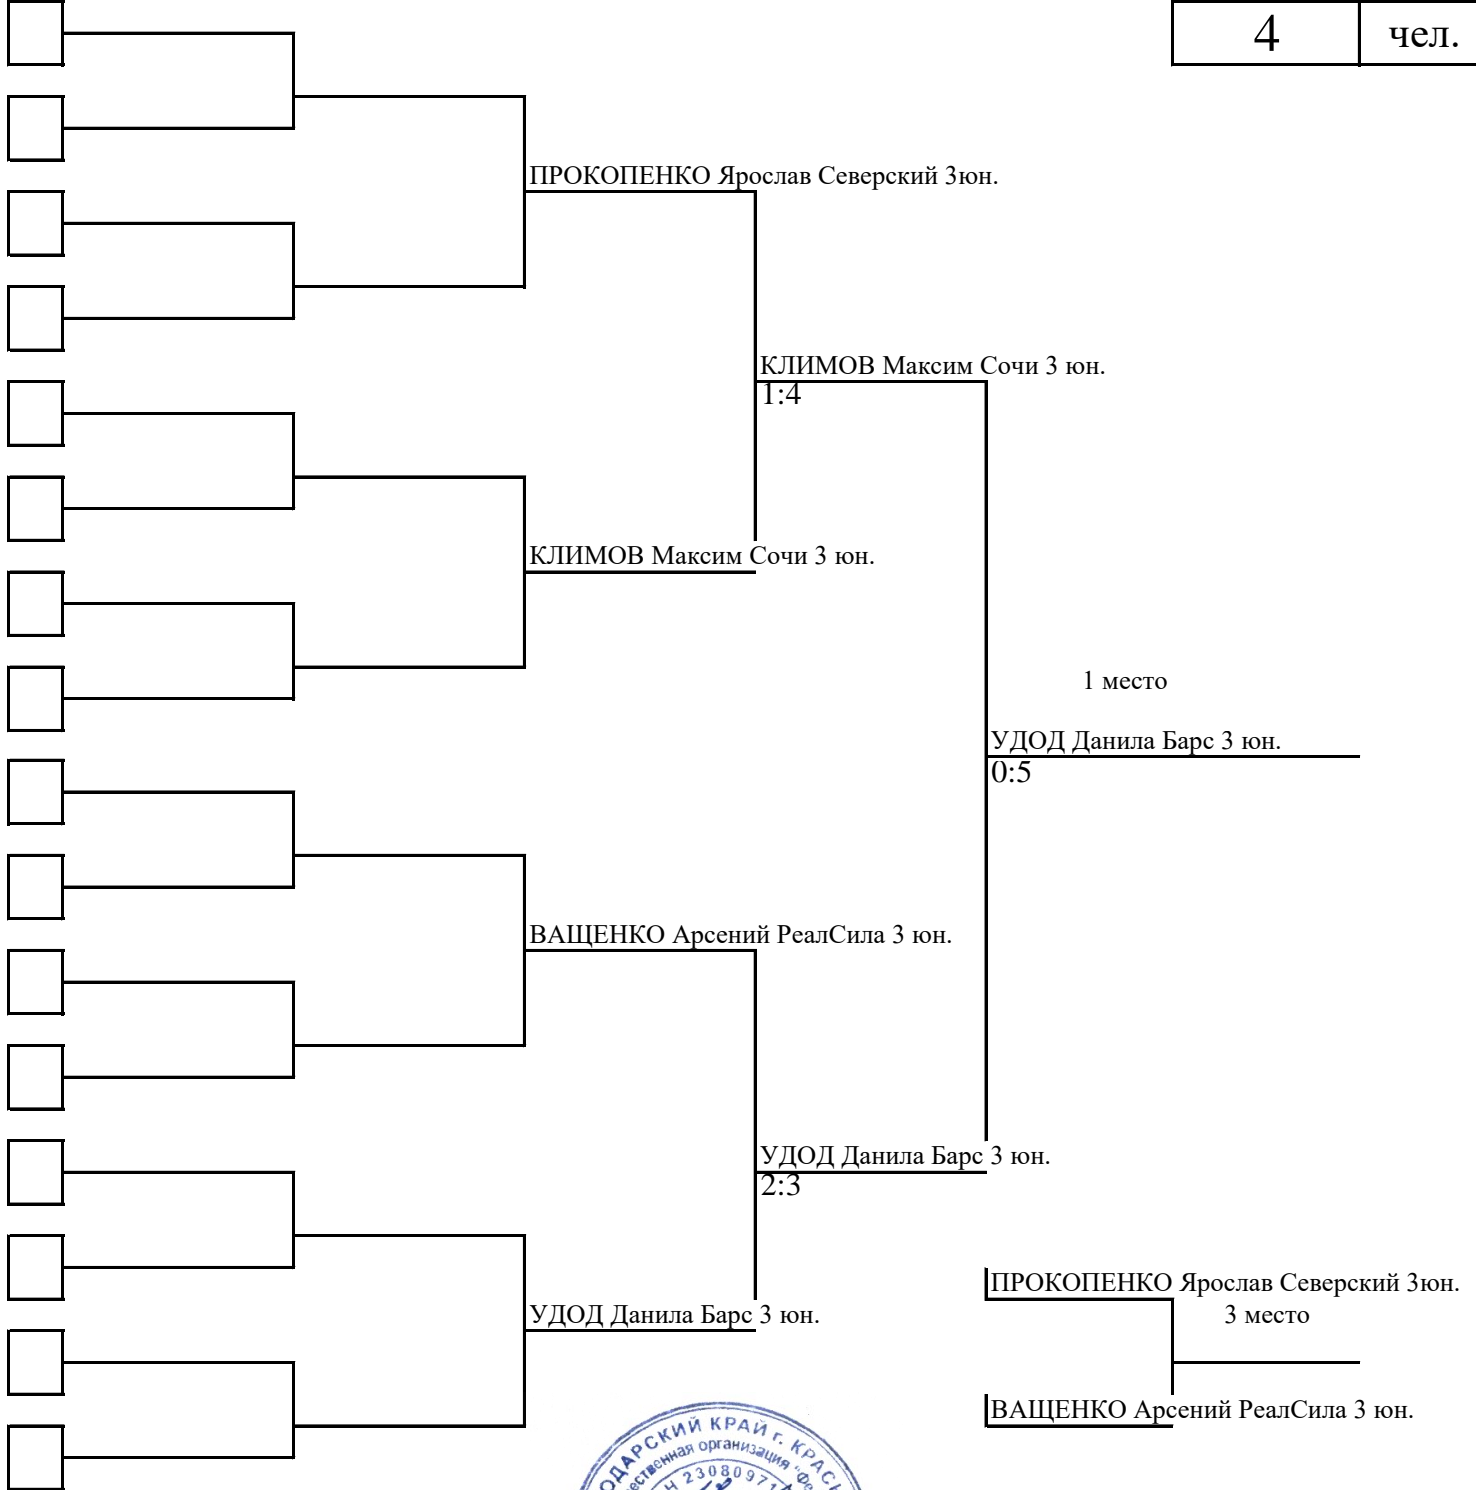 4 чел.
ПРОКОПЕНКО Ярослав Северский 3юн.
КЛИМОВ Максим Сочи 3 юн.
1:4
КЛИМОВ Максим Сочи 3 юн.
1 место
УДОД Данила Барс 3 юн.
0:5
ВАЩЕНКО Арсений РеалСила 3 юн.
УДОД Данила Барс 3 юн.
2:3
ПРОКОПЕНКО Ярослав Северский 3юн.
УДОД Данила Барс 3 юн.
3 место
ВАЩЕНКО Арсений РеалСила 3 юн.
КРАЙ г.
организация